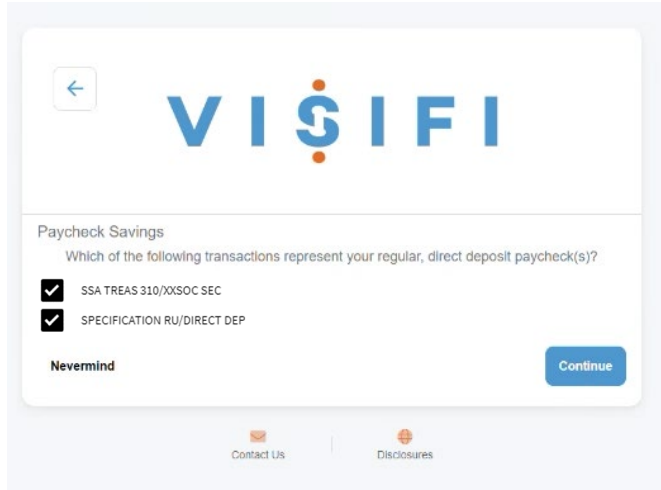 VISIFI
Paycheck Savings
Which of the following transactions represent your regular, direct deposit paycheck(s)?
SSA TREAS 310/XXSOC SEC
SPECIFICATION RU/DIRECT DEP
Nevermind
Continue
Contact Us
Disclosures